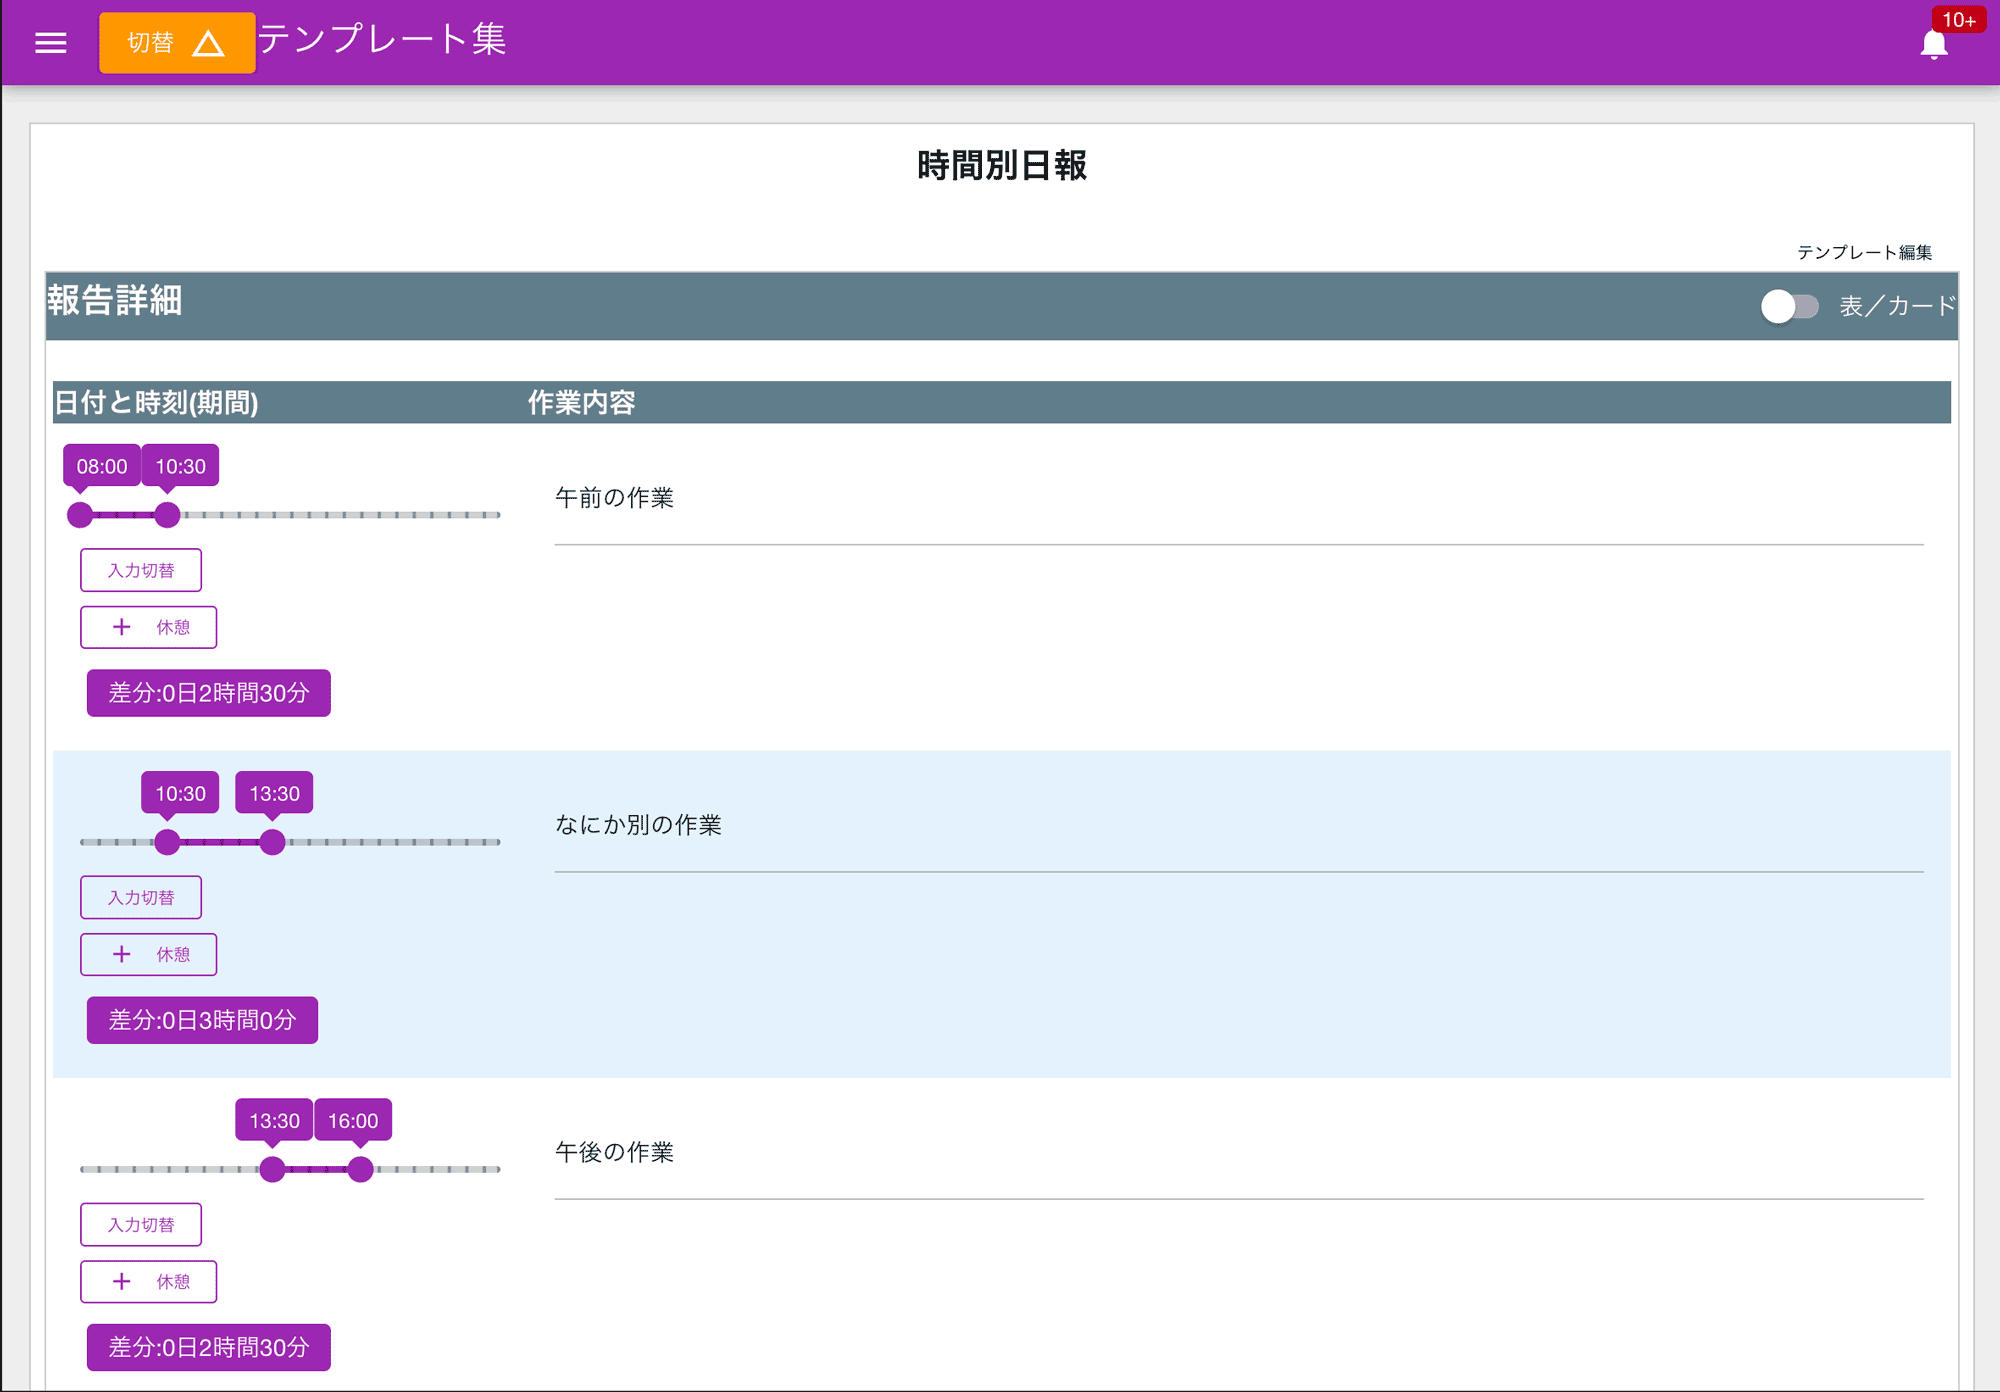 切替 テンプレート集 10+
時間別日報
テンプレート編集
報告詳細 表／カード
日付と時刻(期間) 作業内容
08:00 10:30
午前の作業
入力切替
+ 休憩
差分:0日2時間30分
10:30 13:30
なにか別の作業
入力切替
+ 休憩
差分:0日3時間0分
13:30 16:00
午後の作業
入力切替
+ 休憩
差分:0日2時間30分